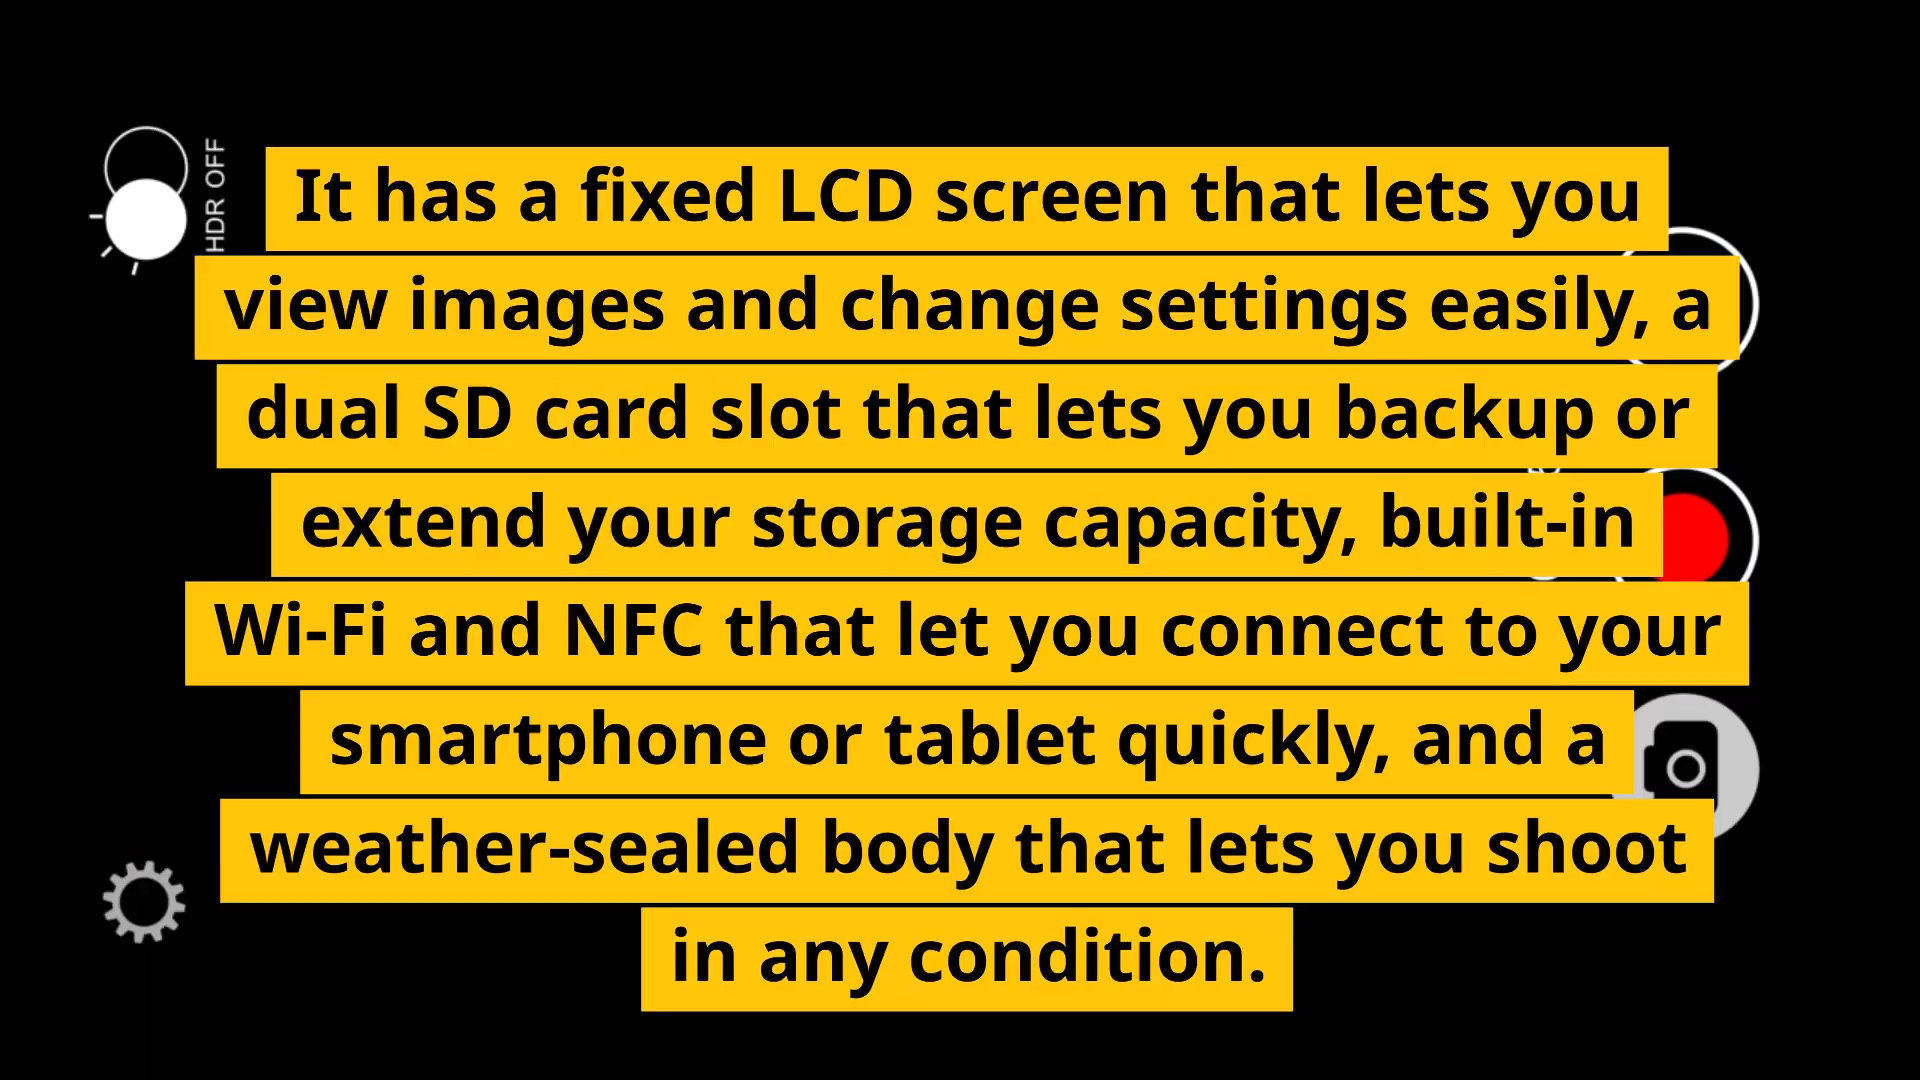 HDR OFF
It has a fixed LCD screen that lets you
view images and change settings easily, a
dual SD card slot that lets you backup or
extend your storage capacity, built-in
Wi-Fi and NFC that let you connect to your
smartphone or tablet quickly, and a
weather-sealed body that lets you shoot
in any condition.